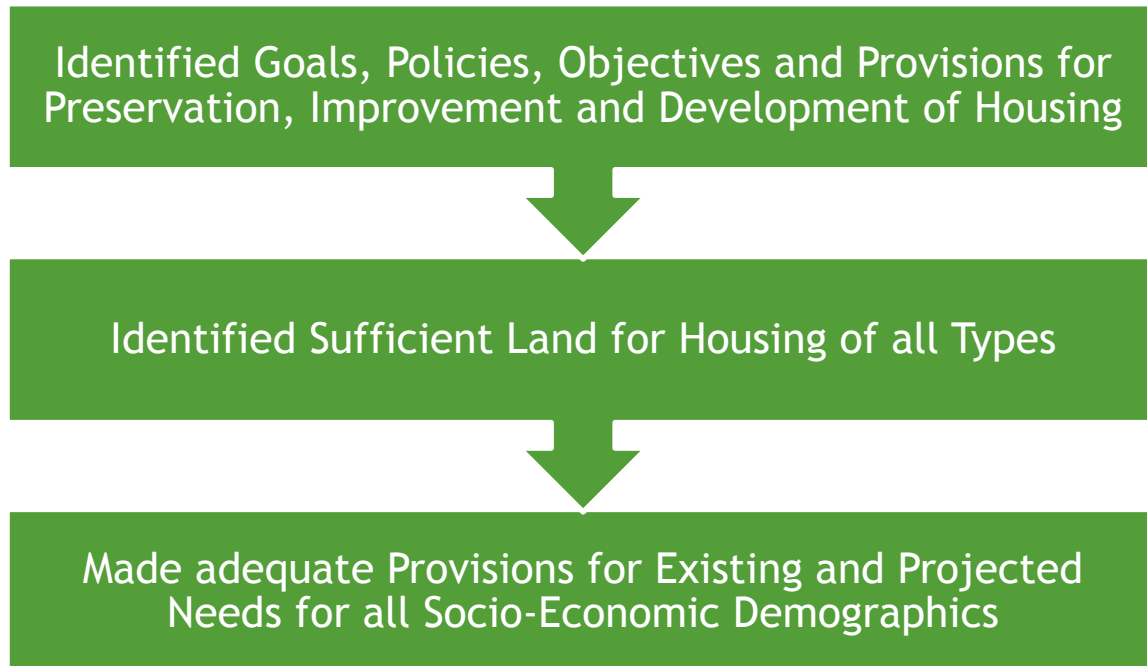 Identified Goals, Policies, Objectives and Provisions for
Preservation, Improvement and Development of Housing
Identified Sufficient Land for Housing of all Types
Made adequate Provisions for Existing and Projected
Needs for all Socio-Economic Demographics